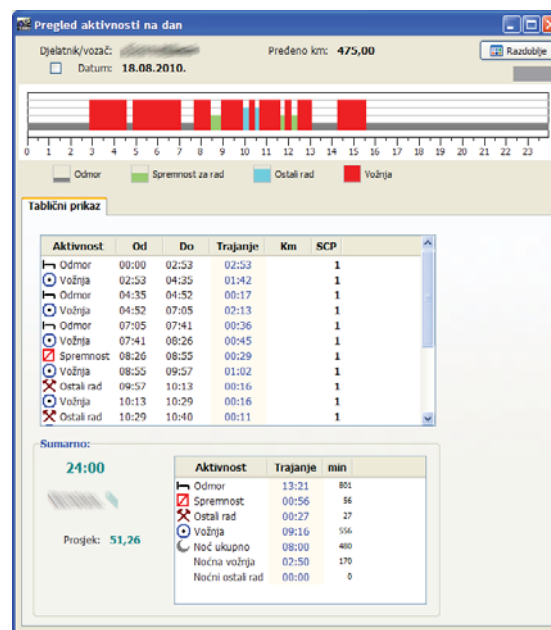 Pregled aktivnosti na dan
Djelatnik/vozač: Pređeno km: 475,00 Razdoblje
Datum: 18.08.2010.
0 1 2 3 4 5 6 7 8 9 10 11 12 13 14 15 16 17 18 19 20 21 22 23
Odmor Spremnost za rad Ostali rad Vožnja
Tablični prikaz
Aktivnost Od Do Trajanje Km SCP
Odmor 00:00 02:53 02:53 1
Vožnja 02:53 04:35 01:42 1
Odmor 04:35 04:52 00:17 1
Vožnja 04:52 07:05 02:13 1
Odmor 07:05 07:41 00:36 1
Vožnja 07:41 08:26 00:45 1
Spremnost 08:26 08:55 00:29 1
Vožnja 08:55 09:57 01:02 1
Ostali rad 09:57 10:13 00:16 1
Vožnja 10:13 10:29 00:16 1
Ostali rad 10:29 10:40 00:11 1
Sumarno:
24:00
Prosjek: 51,26
Aktivnost Trajanje min
Odmor 13:21 801
Spremnost 00:56 56
Ostali rad 00:27 27
Vožnja 09:16 556
Noć ukupno 08:00 480
Noćna vožnja 02:50 170
Noćni ostali rad 00:00 0